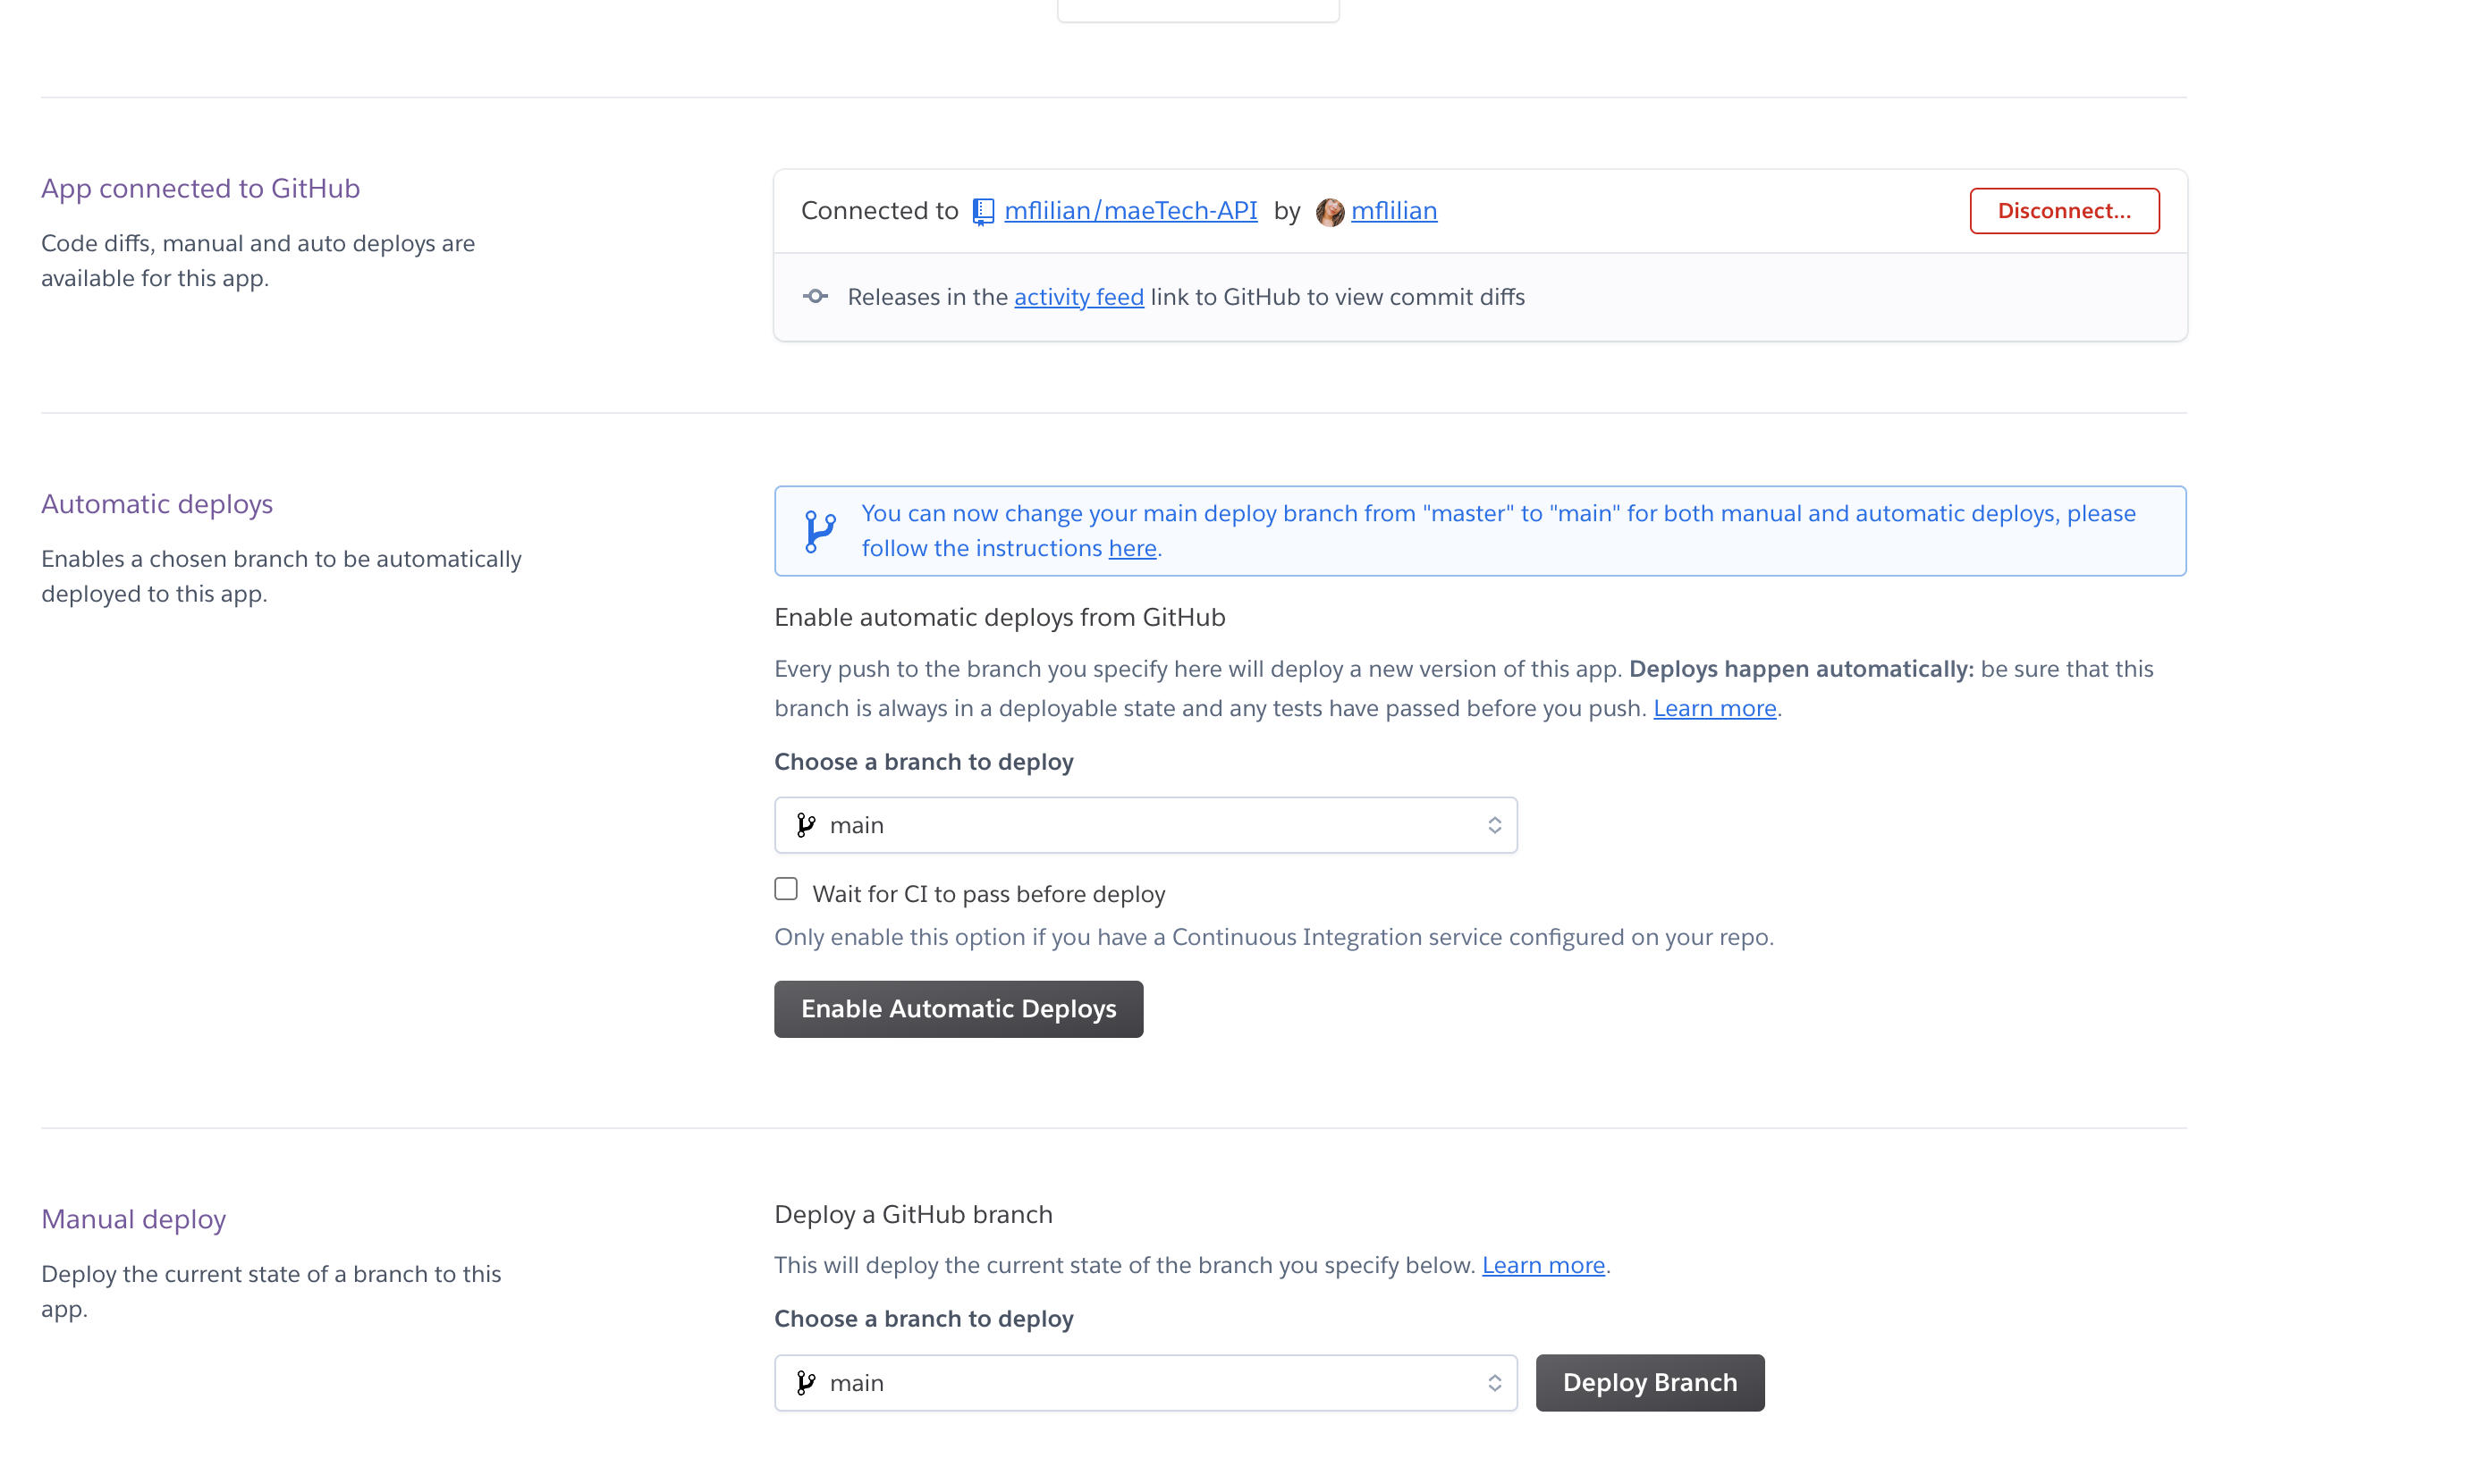 App connected to GitHub
Code diffs, manual and auto deploys are
available for this app.
Connected to mflilian/maeTech-API by mflilian
Disconnect...
Releases in the activity feed link to GitHub to view commit diffs
Automatic deploys
Enables a chosen branch to be automatically
deployed to this app.
You can now change your main deploy branch from "master" to "main" for both manual and automatic deploys, please
follow the instructions here.
Enable automatic deploys from GitHub
Every push to the branch you specify here will deploy a new version of this app. Deploys happen automatically: be sure that this
branch is always in a deployable state and any tests have passed before you push. Learn more.
Choose a branch to deploy
main
Wait for CI to pass before deploy
Only enable this option if you have a Continuous Integration service configured on your repo.
Enable Automatic Deploys
Manual deploy
Deploy the current state of a branch to this
app.
Deploy a GitHub branch
This will deploy the current state of the branch you specify below. Learn more.
Choose a branch to deploy
main
Deploy Branch